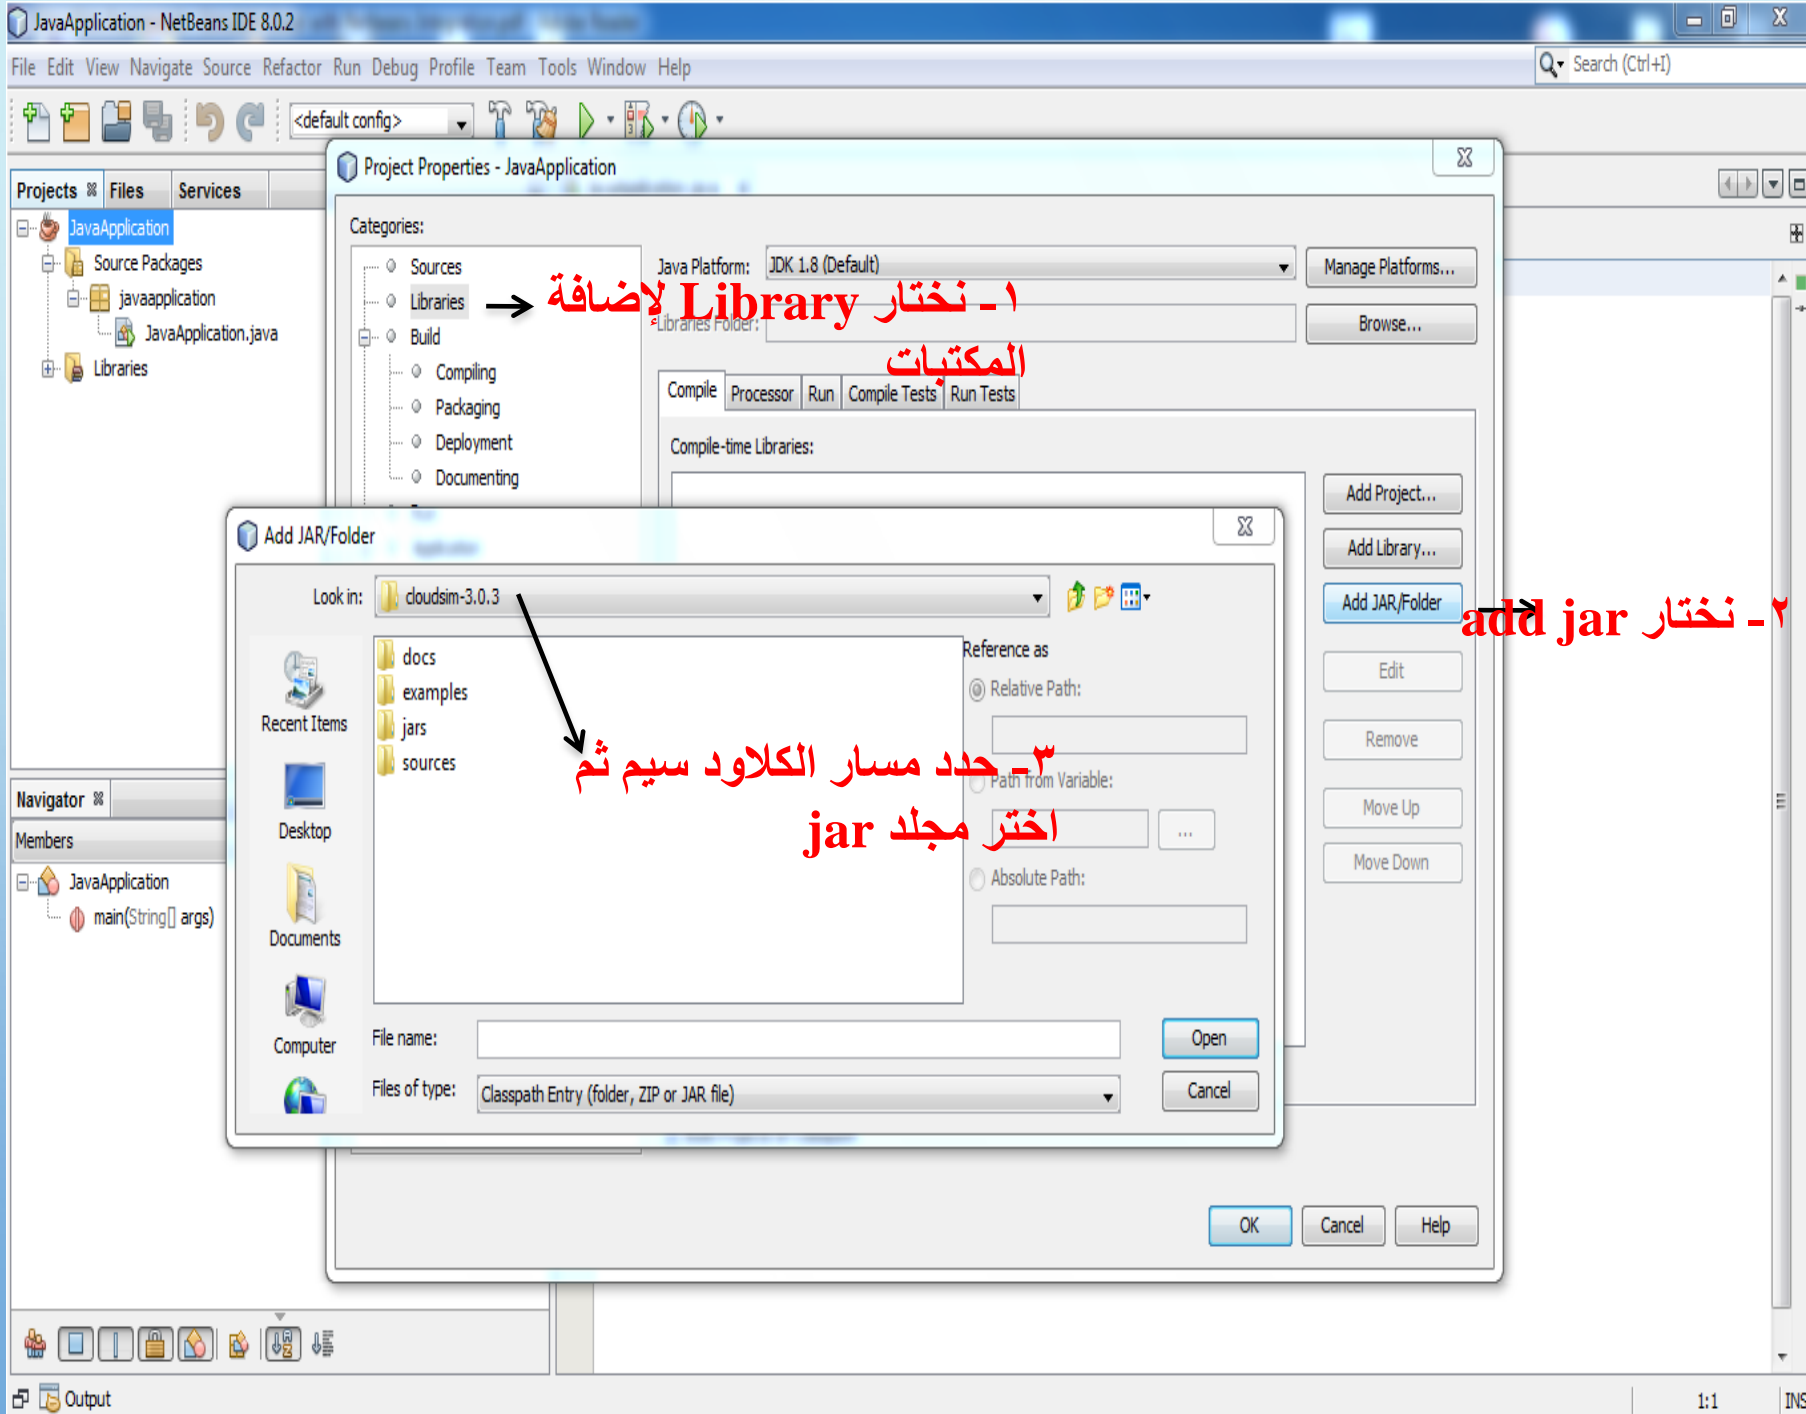 JavaApplication - NetBeans IDE 8.0.2
File Edit View Navigate Source Refactor Run Debug Profile Team Tools Window Help
Search (Ctrl+I)
<default config>
Projects Files Services
JavaApplication
Source Packages
javaapplication
JavaApplication.java
Libraries
Project Properties - JavaApplication
Categories:
Sources
Libraries
Build
Compiling
Packaging
Deployment
Documenting
Java Platform: JDK 1.8 (Default) Manage Platforms...
Libraries Folder: Browse...
١- نختار Library لإضافة
المكتبات
Compile Processor Run Compile Tests Run Tests
Compile-time Libraries:
Add Project...
Add Library...
Add JAR/Folder
٢- نختار add jar
Edit
Remove
Move Up
Move Down
Add JAR/Folder
Look in: cloudsim-3.0.3
Recent Items
Desktop
Documents
Computer
docs
examples
jars
sources
٣- حدد مسار الكلاود سيم ثم
اختر مجلد jar
Reference as
Relative Path:
Path from Variable:
...
Absolute Path:
File name: Open
Files of type: Classpath Entry (folder, ZIP or JAR file) Cancel
OK Cancel Help
Navigator
Members
JavaApplication
main(String[] args)
Output
1:1 INS